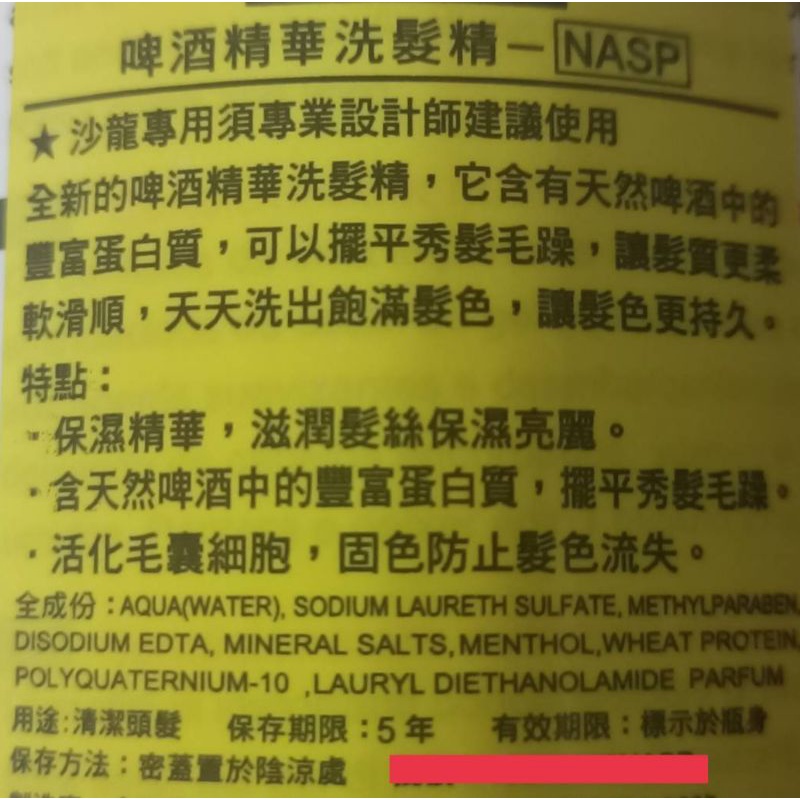 啤酒精華洗髮精－NASP
★沙龍專用須專業設計師建議使用
全新的啤酒精華洗髮精，它含有天然啤酒中的
豐富蛋白質，可以擺平秀髮毛躁，讓髮質更柔
軟滑順，天天洗出飽滿髮色，讓髮色更持久。
特點：
·保濕精華，滋潤髮絲保濕亮麗。
·含天然啤酒中的豐富蛋白質，擺平秀髮毛躁。
·活化毛囊細胞，固色防止髮色流失。
全成份：AQUA(WATER), SODIUM LAURETH SULFATE, METHYLPARABEN,
DISODIUM EDTA, MINERAL SALTS, MENTHOL,WHEAT PROTEIN,
POLYQUATERNIUM-10 ,LAURYL DIETHANOLAMIDE PARFUM
用途:清潔頭髮 保存期限：5年 有效期限：標示於瓶身
保存方法：密蓋置於陰涼處